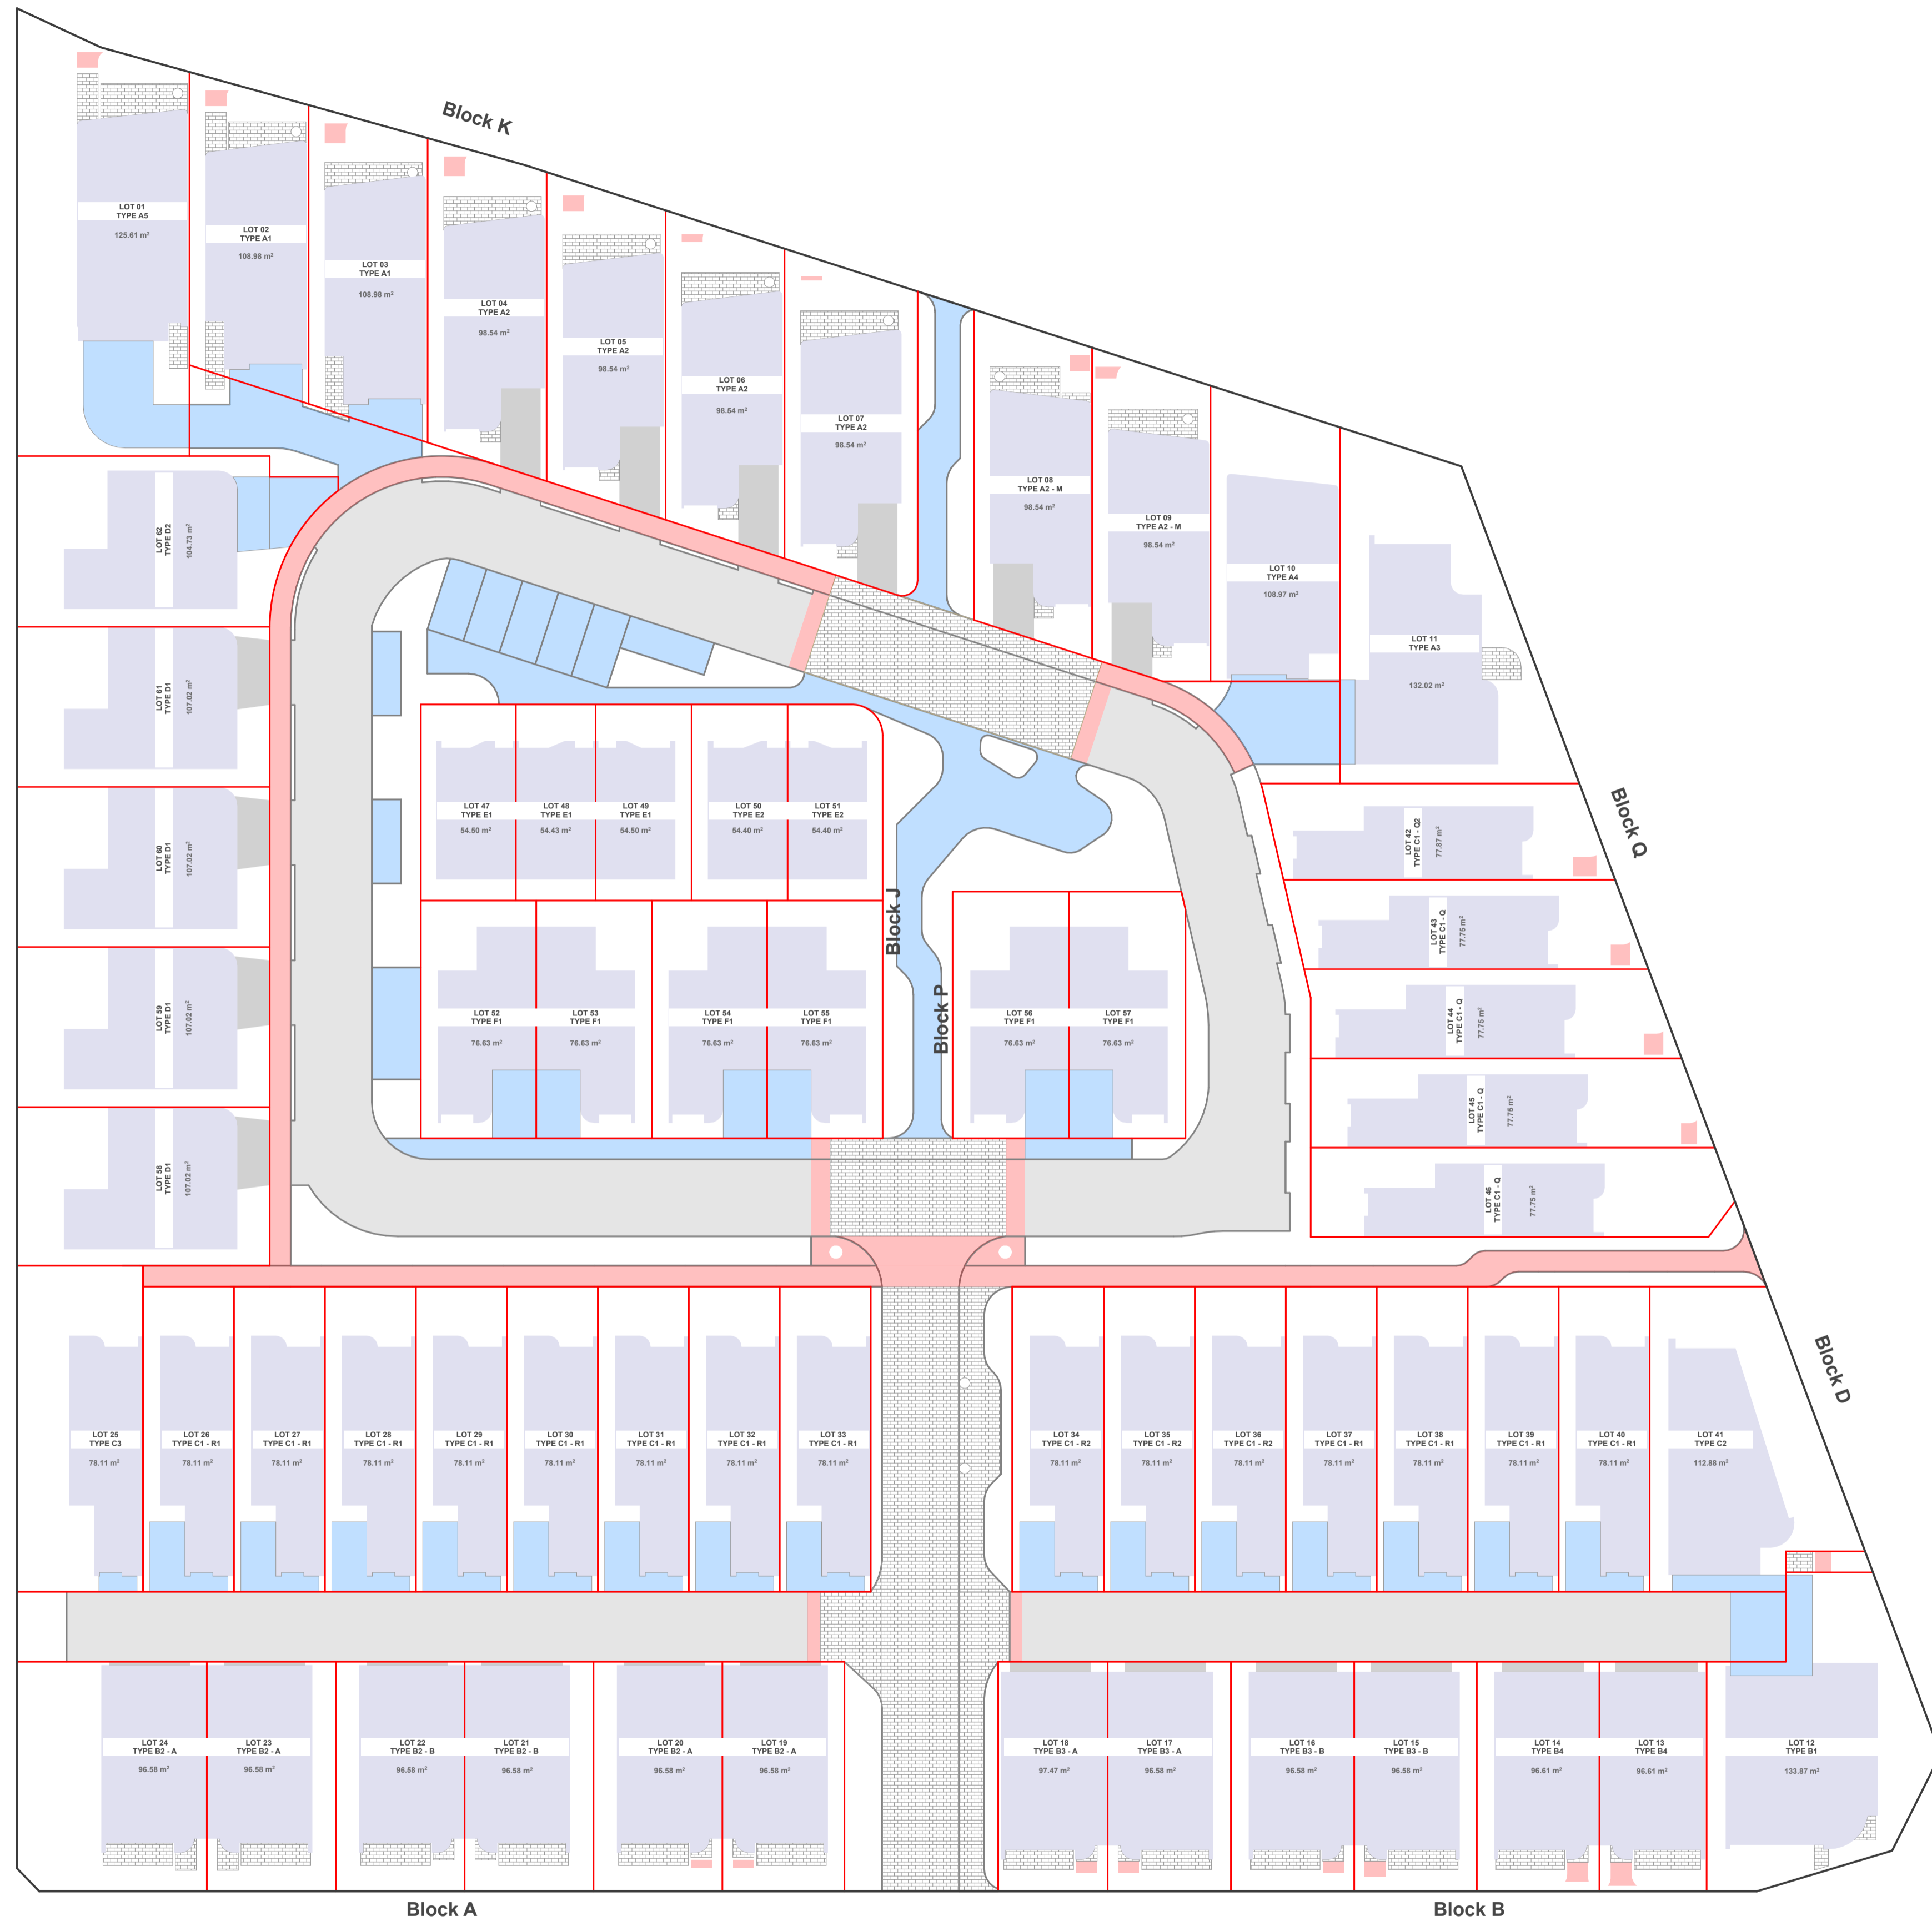 Block K
LOT 01
TYPE A5
125.61 m²
LOT 02
TYPE A1
108.98 m²
LOT 03
TYPE A1
108.98 m²
LOT 04
TYPE A2
98.54 m²
LOT 05
TYPE A2
98.54 m²
LOT 06
TYPE A2
98.54 m²
LOT 07
TYPE A2
98.54 m²
LOT 08
TYPE A2 - M
98.54 m²
LOT 09
TYPE A2 - M
98.54 m²
LOT 10
TYPE A4
108.97 m²
LOT 11
TYPE A3
132.02 m²
LOT 62
TYPE D2
104.73 m²
LOT 61
TYPE D1
107.02 m²
LOT 60
TYPE D1
107.02 m²
LOT 59
TYPE D1
107.02 m²
LOT 58
TYPE D1
107.02 m²
LOT 47
TYPE E1
54.50 m²
LOT 48
TYPE E1
54.43 m²
LOT 49
TYPE E1
54.50 m²
LOT 50
TYPE E2
54.40 m²
LOT 51
TYPE E2
54.40 m²
Block J
LOT 52
TYPE F1
76.63 m²
LOT 53
TYPE F1
76.63 m²
LOT 54
TYPE F1
76.63 m²
LOT 55
TYPE F1
76.63 m²
Block P
LOT 56
TYPE F1
76.63 m²
LOT 57
TYPE F1
76.63 m²
Block Q
LOT 42
TYPE C1 - Q2
77.87 m²
LOT 43
TYPE C1 - Q
77.75 m²
LOT 44
TYPE C1 - Q
77.75 m²
LOT 45
TYPE C1 - Q
77.75 m²
LOT 46
TYPE C1 - Q
77.75 m²
LOT 25
TYPE C3
78.11 m²
LOT 26
TYPE C1 - R1
78.11 m²
LOT 27
TYPE C1 - R1
78.11 m²
LOT 28
TYPE C1 - R1
78.11 m²
LOT 29
TYPE C1 - R1
78.11 m²
LOT 30
TYPE C1 - R1
78.11 m²
LOT 31
TYPE C1 - R1
78.11 m²
LOT 32
TYPE C1 - R1
78.11 m²
LOT 33
TYPE C1 - R1
78.11 m²
LOT 34
TYPE C1 - R2
78.11 m²
LOT 35
TYPE C1 - R2
78.11 m²
LOT 36
TYPE C1 - R2
78.11 m²
LOT 37
TYPE C1 - R1
78.11 m²
LOT 38
TYPE C1 - R1
78.11 m²
LOT 39
TYPE C1 - R1
78.11 m²
LOT 40
TYPE C1 - R1
78.11 m²
LOT 41
TYPE C2
112.88 m²
Block D
LOT 24
TYPE B2 - A
96.58 m²
LOT 23
TYPE B2 - A
96.58 m²
LOT 22
TYPE B2 - B
96.58 m²
LOT 21
TYPE B2 - B
96.58 m²
LOT 20
TYPE B2 - A
96.58 m²
LOT 19
TYPE B2 - A
96.58 m²
LOT 18
TYPE B3 - A
97.47 m²
LOT 17
TYPE B3 - A
96.58 m²
LOT 16
TYPE B3 - B
96.58 m²
LOT 15
TYPE B3 - B
96.58 m²
LOT 14
TYPE B4
96.61 m²
LOT 13
TYPE B4
96.61 m²
LOT 12
TYPE B1
133.87 m²
Block A
Block B